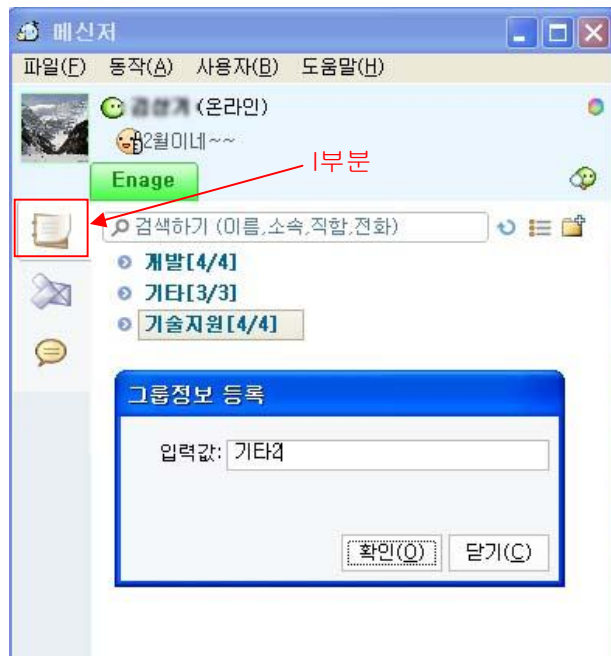 메신저
파일(F) 동작(A) 사용자(B) 도움말(H)
(온라인)
2월이네~~
I부분
Enage
검색하기 (이름,소속,직함,전화)
개발[4/4]
기타[3/3]
기술지원[4/4]
그룹정보 등록
입력값: 기타2
확인(O) 닫기(C)